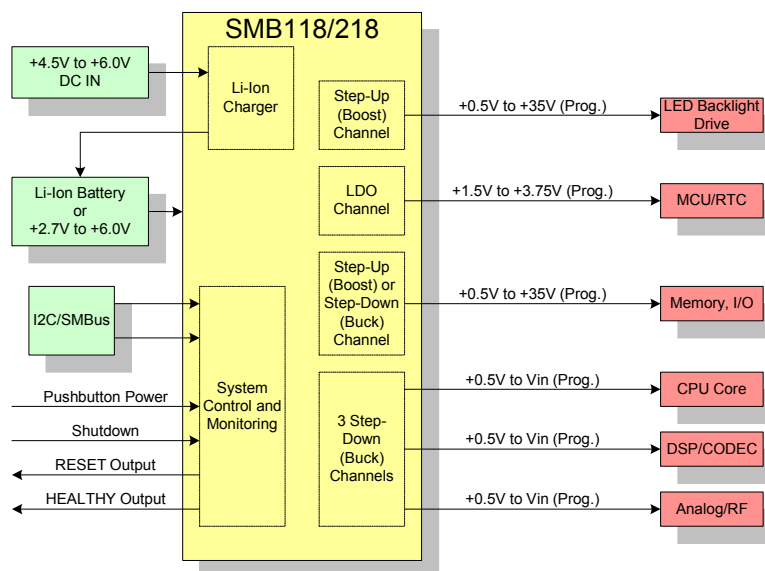 SMB118/218
+4.5V to +6.0V
DC IN
Li-Ion
Charger
Step-Up
(Boost)
Channel
+0.5V to +35V (Prog.)
LED Backlight
Drive
Li-Ion Battery
or
+2.7V to +6.0V
LDO
Channel
+1.5V to +3.75V (Prog.)
MCU/RTC
Step-Up
(Boost) or
Step-Down
(Buck)
Channel
+0.5V to +35V (Prog.)
Memory, I/O
I2C/SMBus
System
Control and
Monitoring
Pushbutton Power
Shutdown
RESET Output
HEALTHY Output
3 Step-
Down
(Buck)
Channels
+0.5V to Vin (Prog.)
CPU Core
+0.5V to Vin (Prog.)
DSP/CODEC
+0.5V to Vin (Prog.)
Analog/RF